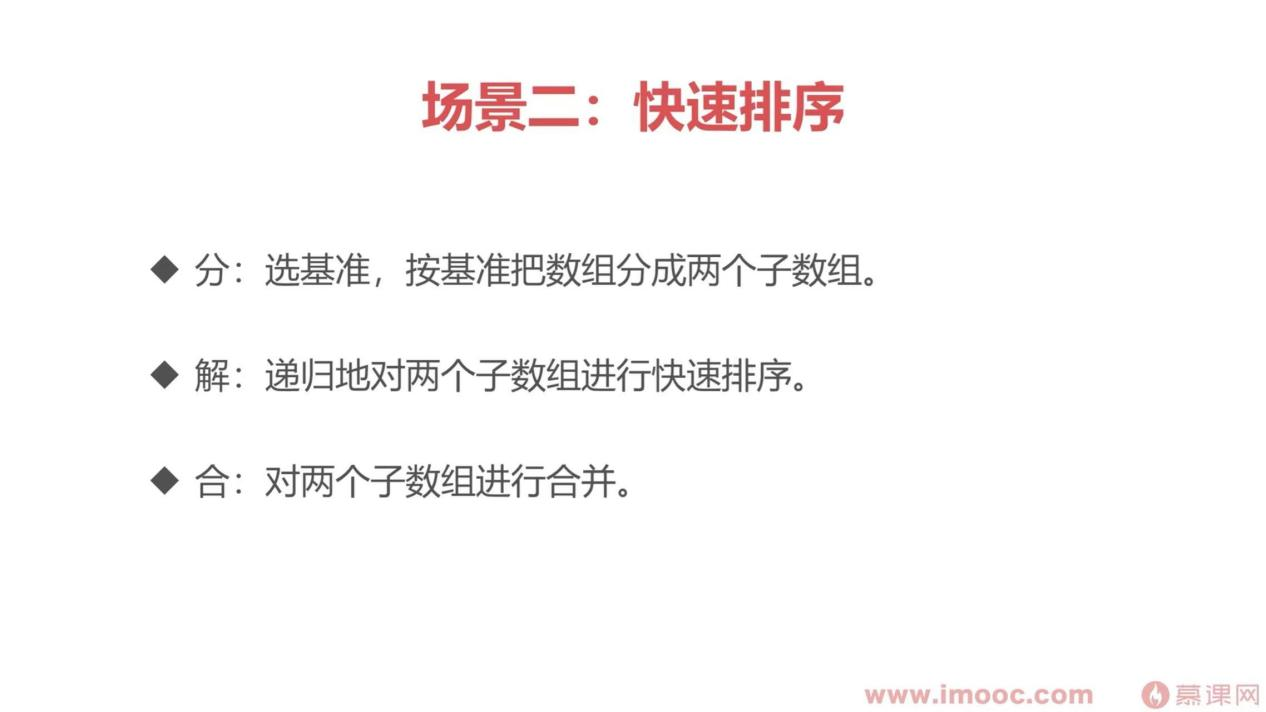 场景二：快速排序
◆ 分：选基准，按基准把数组分成两个子数组。
◆ 解：递归地对两个子数组进行快速排序。
◆ 合：对两个子数组进行合并。
www.imooc.com 慕课网